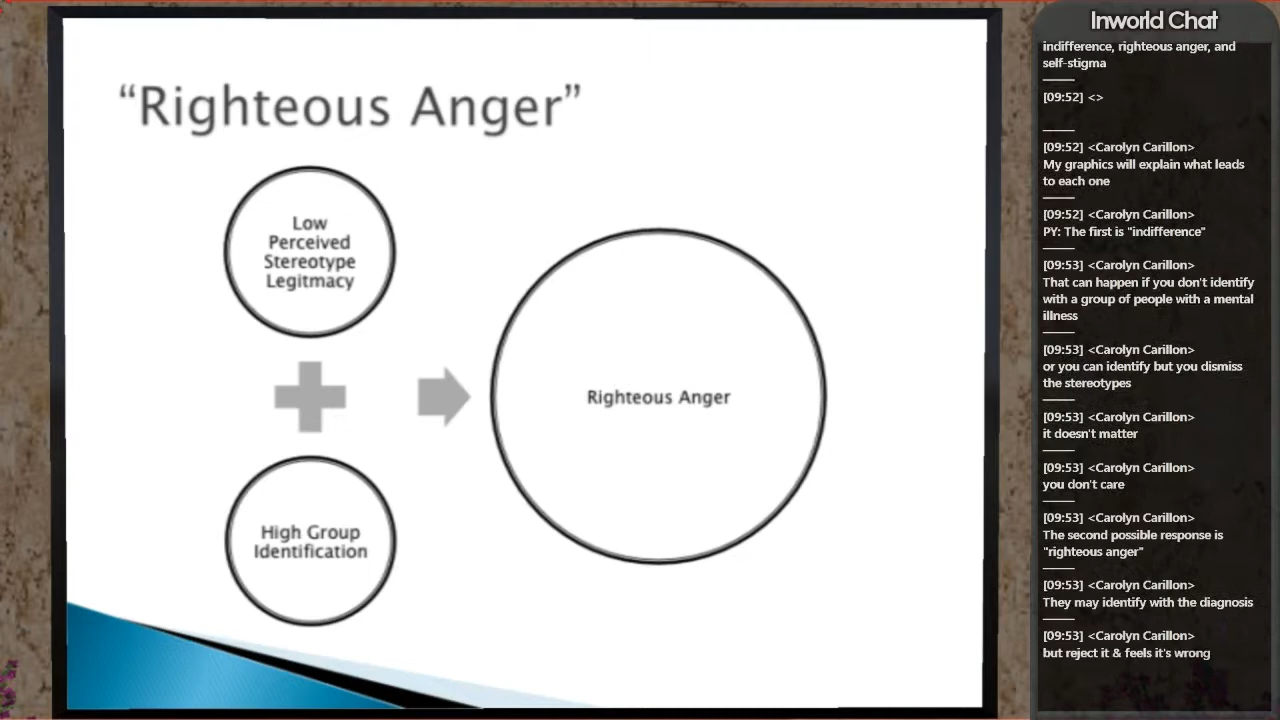 “Righteous Anger”
Low
Perceived
Stereotype
Legitmacy
High Group
Identification
Righteous Anger
Inworld Chat
indifference, righteous anger, and
self-stigma
[09:52] <>
[09:52] <Carolyn Carillon>
My graphics will explain what leads
to each one
[09:52] <Carolyn Carillon>
PY: The first is "indifference"
[09:53] <Carolyn Carillon>
That can happen if you don't identify
with a group of people with a mental
illness
[09:53] <Carolyn Carillon>
or you can identify but you dismiss
the stereotypes
[09:53] <Carolyn Carillon>
it doesn't matter
[09:53] <Carolyn Carillon>
you don't care
[09:53] <Carolyn Carillon>
The second possible response is
"righteous anger"
[09:53] <Carolyn Carillon>
They may identify with the diagnosis
[09:53] <Carolyn Carillon>
but reject it & feels it's wrong